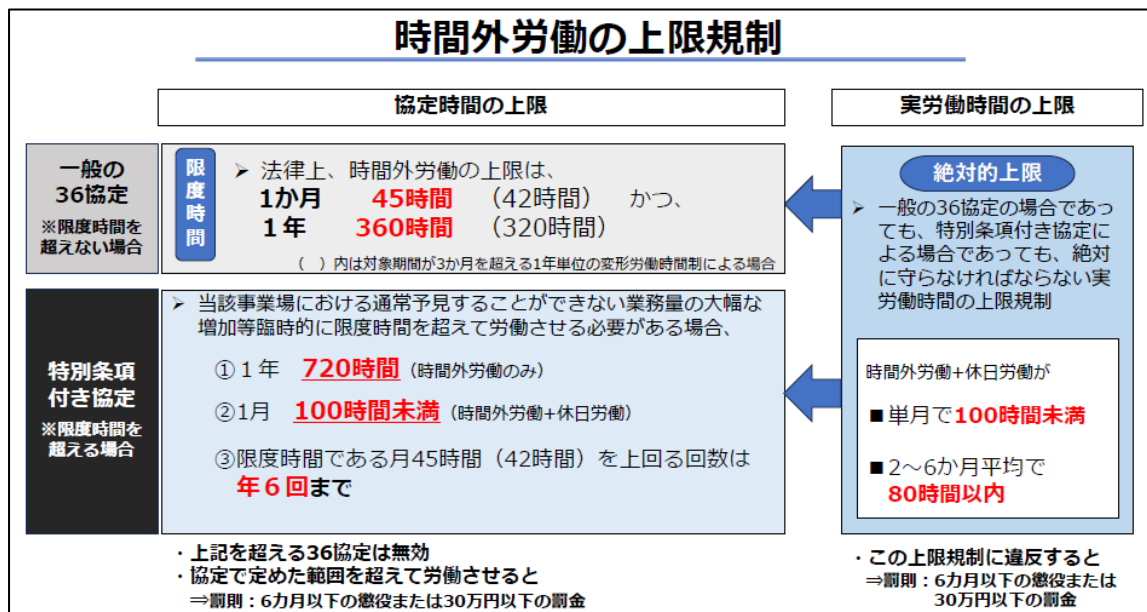 時間外労働の上限規制
協定時間の上限
実労働時間の上限
一般の
36協定
※限度時間を
超えない場合
限度時間
➢ 法律上、時間外労働の上限は、
1か月 45時間 （42時間） かつ、
1年 360時間 （320時間）
（ ）内は対象期間が3か月を超える1年単位の変形労働時間制による場合
特別条項
付き協定
※限度時間を
超える場合
➢ 当該事業場における通常予見することができない業務量の大幅な
増加等臨時的に限度時間を超えて労働させる必要がある場合、
①１年 720時間（時間外労働のみ）
②1月 100時間未満（時間外労働+休日労働）
③限度時間である月45時間（42時間）を上回る回数は
年６回まで
・上記を超える36協定は無効
・協定で定めた範囲を超えて労働させると
⇒罰則：6カ月以下の懲役または30万円以下の罰金
絶対的上限
➢ 一般の36協定の場合であっ
ても、特別条項付き協定に
よる場合であっても、絶対
に守らなければならない実
労働時間の上限規制
時間外労働+休日労働が
■単月で100時間未満
■2～6か月平均で
80時間以内
・この上限規制に違反すると
⇒罰則：6カ月以下の懲役または
30万円以下の罰金